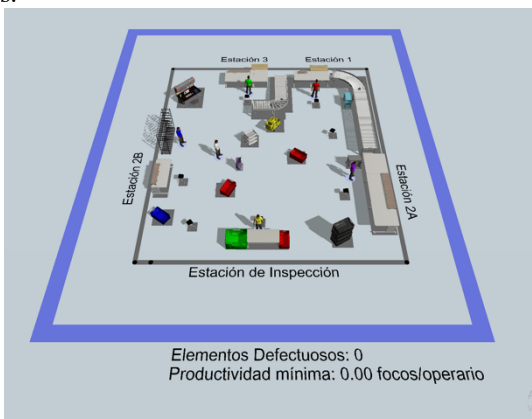 Estación 3
Estación 1
Estación 2B
Estación 2A
Estación de Inspección
Elementos Defectuosos: 0
Productividad mínima: 0.00 focos/operario